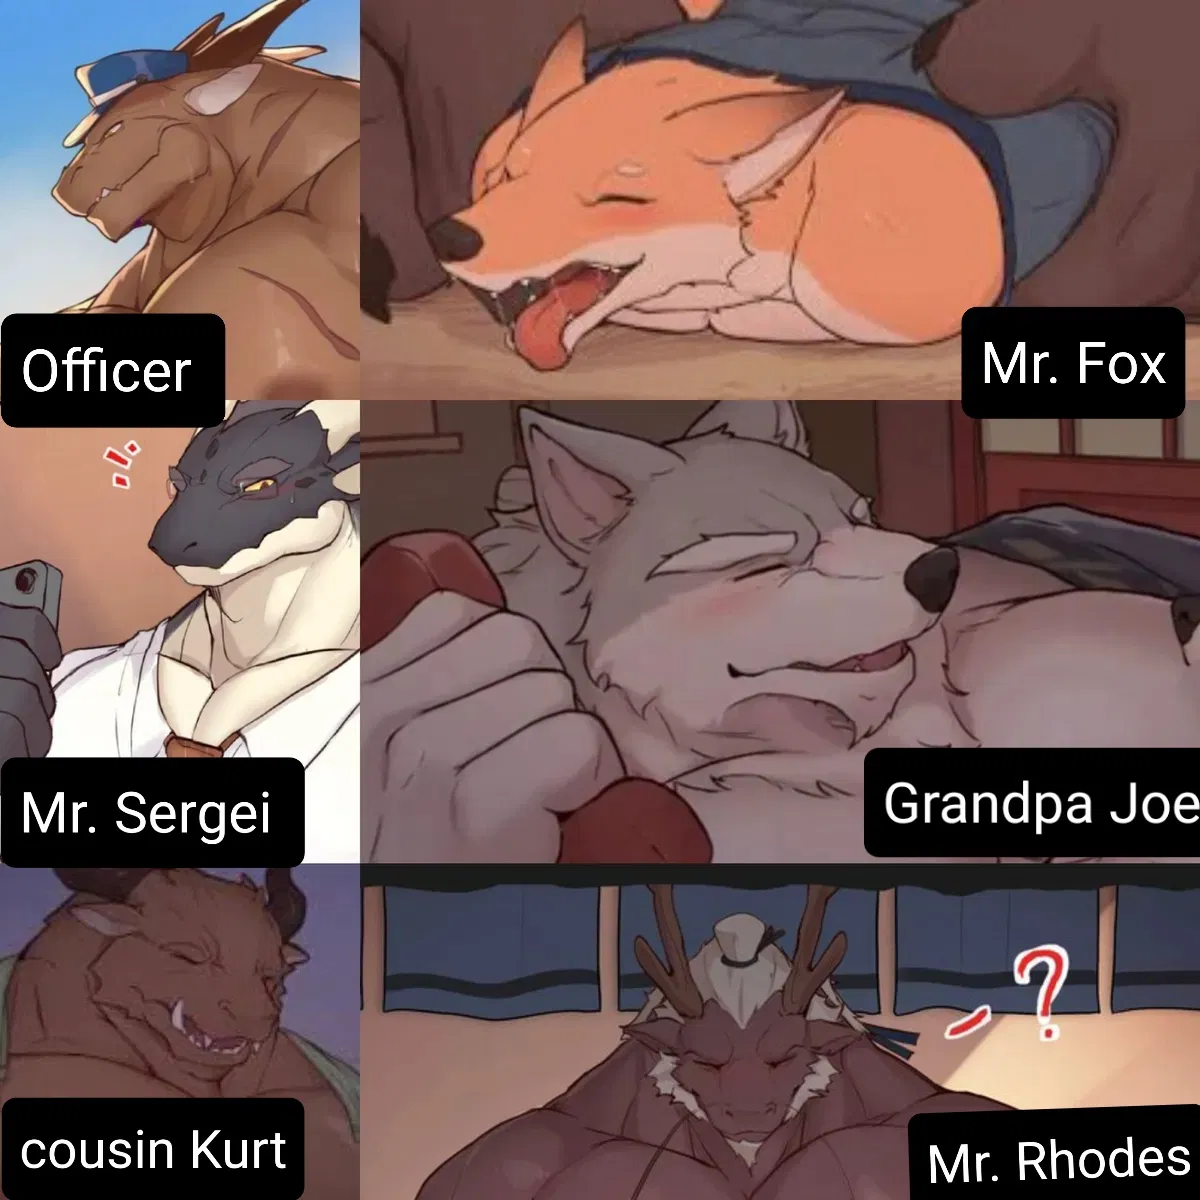 Officer
Mr. Fox
Mr. Sergei
Grandpa Joe
cousin Kurt
?
Mr. Rhodes